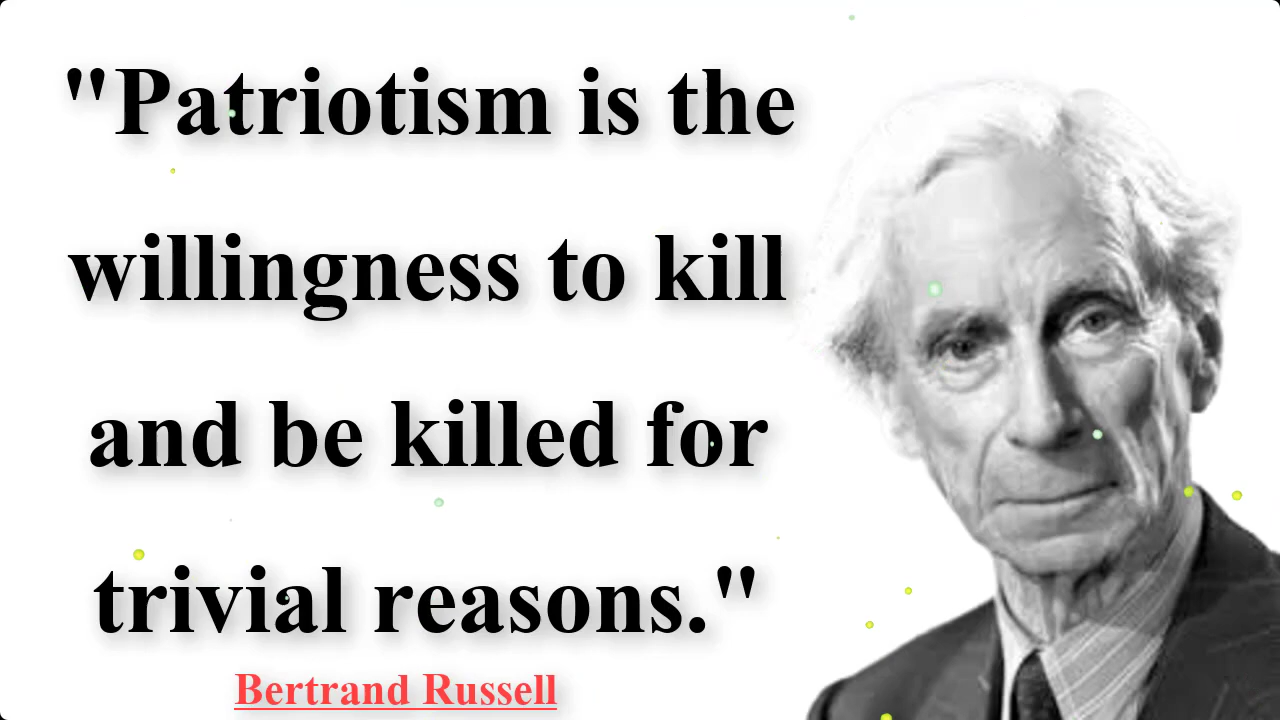 "Patriotism is the
willingness to kill
and be killed for
trivial reasons."
Bertrand Russell